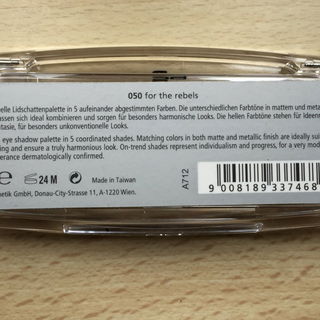 050 for the rebels
elle Lidschattenpalette in 5 aufeinander abgestimmten Farben. Die unterschiedlichen Farbtöne in mattem und meta
assen sich ideal kombinieren und sorgen für besonders harmonische Looks. Die hellen Farbtöne stehen für Ideenr
tasie, für besonders unkonventionelle Looks.
eye shadow palette in 5 coordinated shades. Matching colors in both matte and metallic finish are ideally suit
ing and ensure a truly harmonious look. On-trend shades represent individualism and progress, for a very mod
erance dermatologically confirmed.
e 24 M Made in Taiwan
netik GmbH, Donau-City-Strasse 11, A-1220 Wien.
A712
9 008189 337468